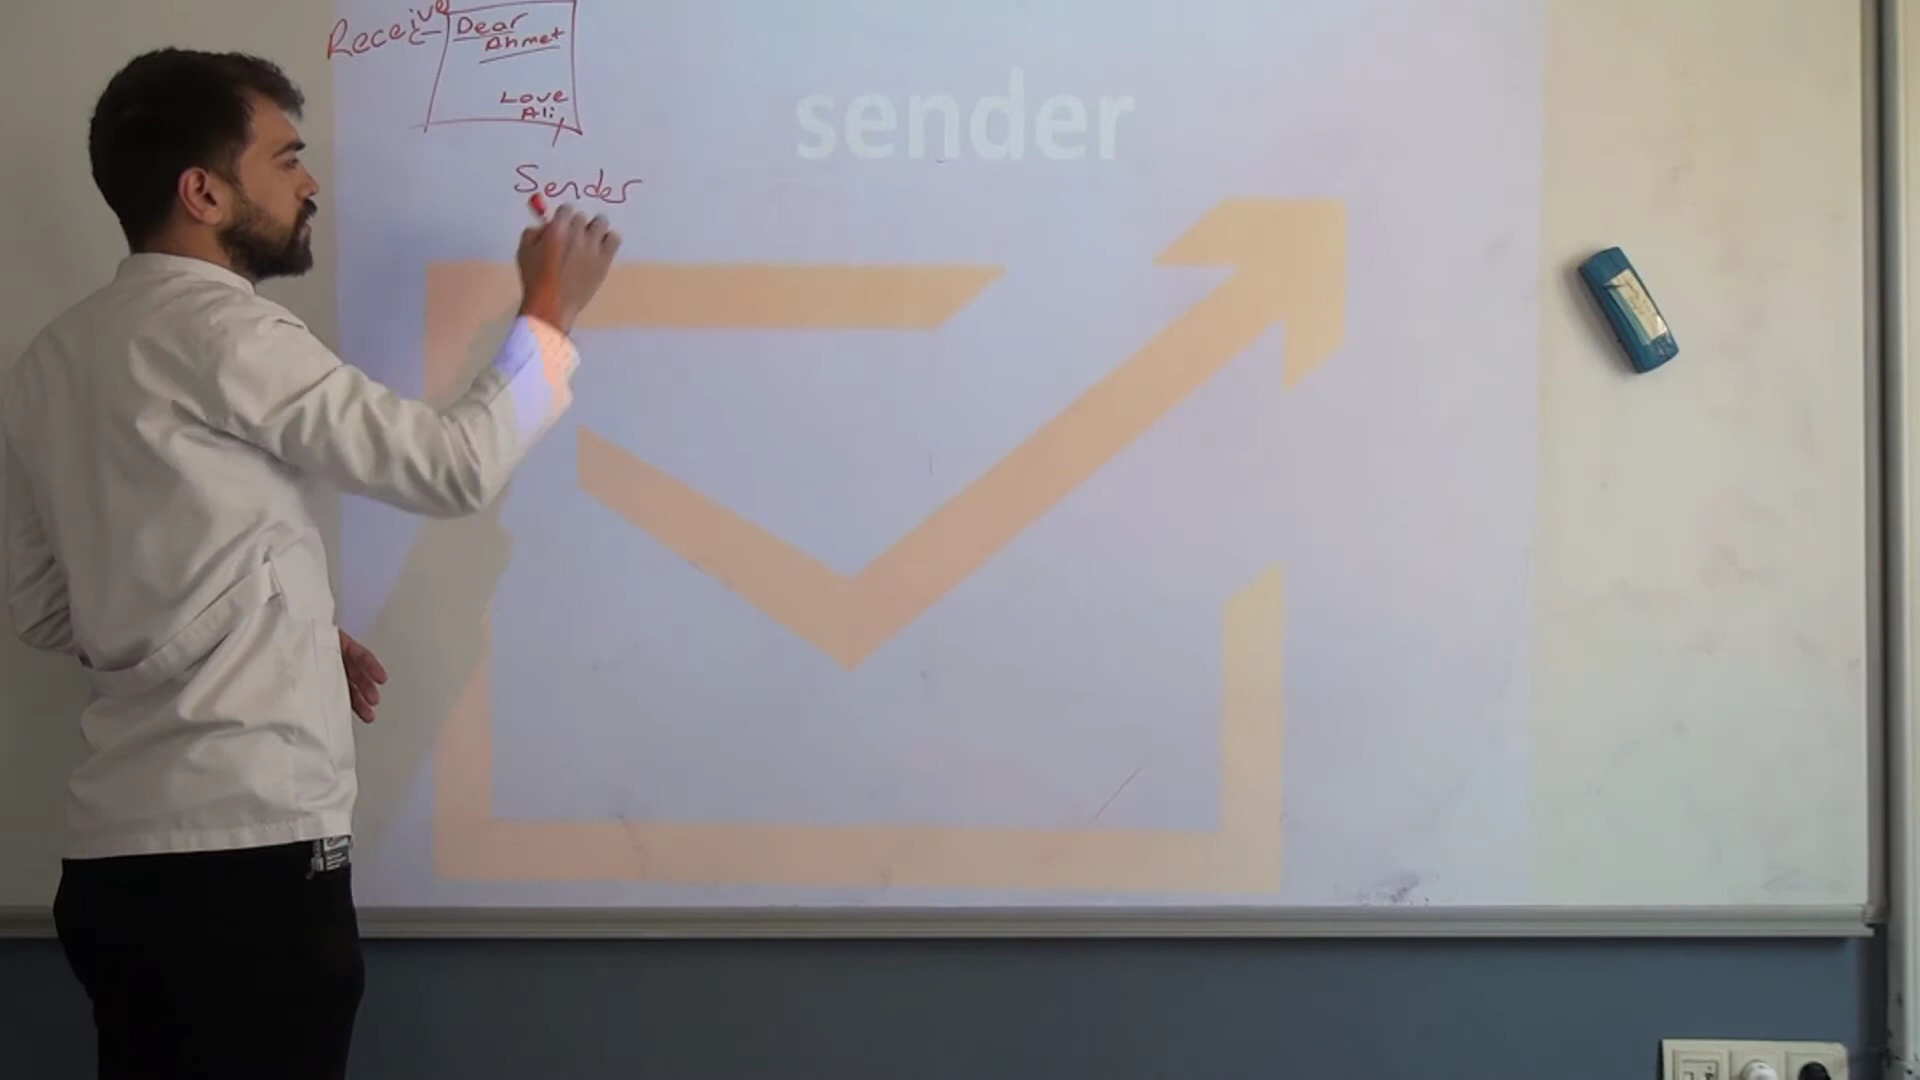 Receive
Dear
Ahmet
Love
Ali
Sender
sender